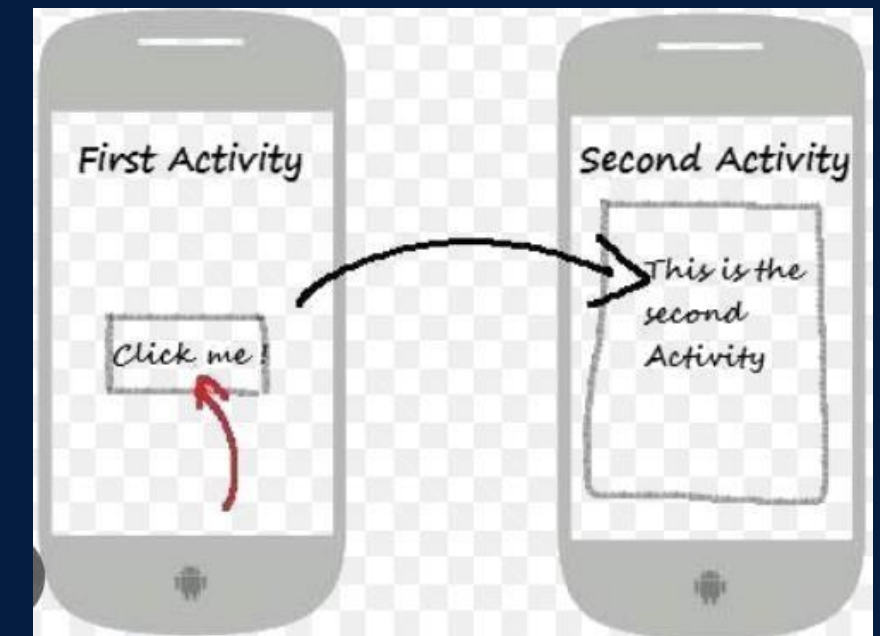 First Activity
Click me!
Second Activity
This is the
second
Activity